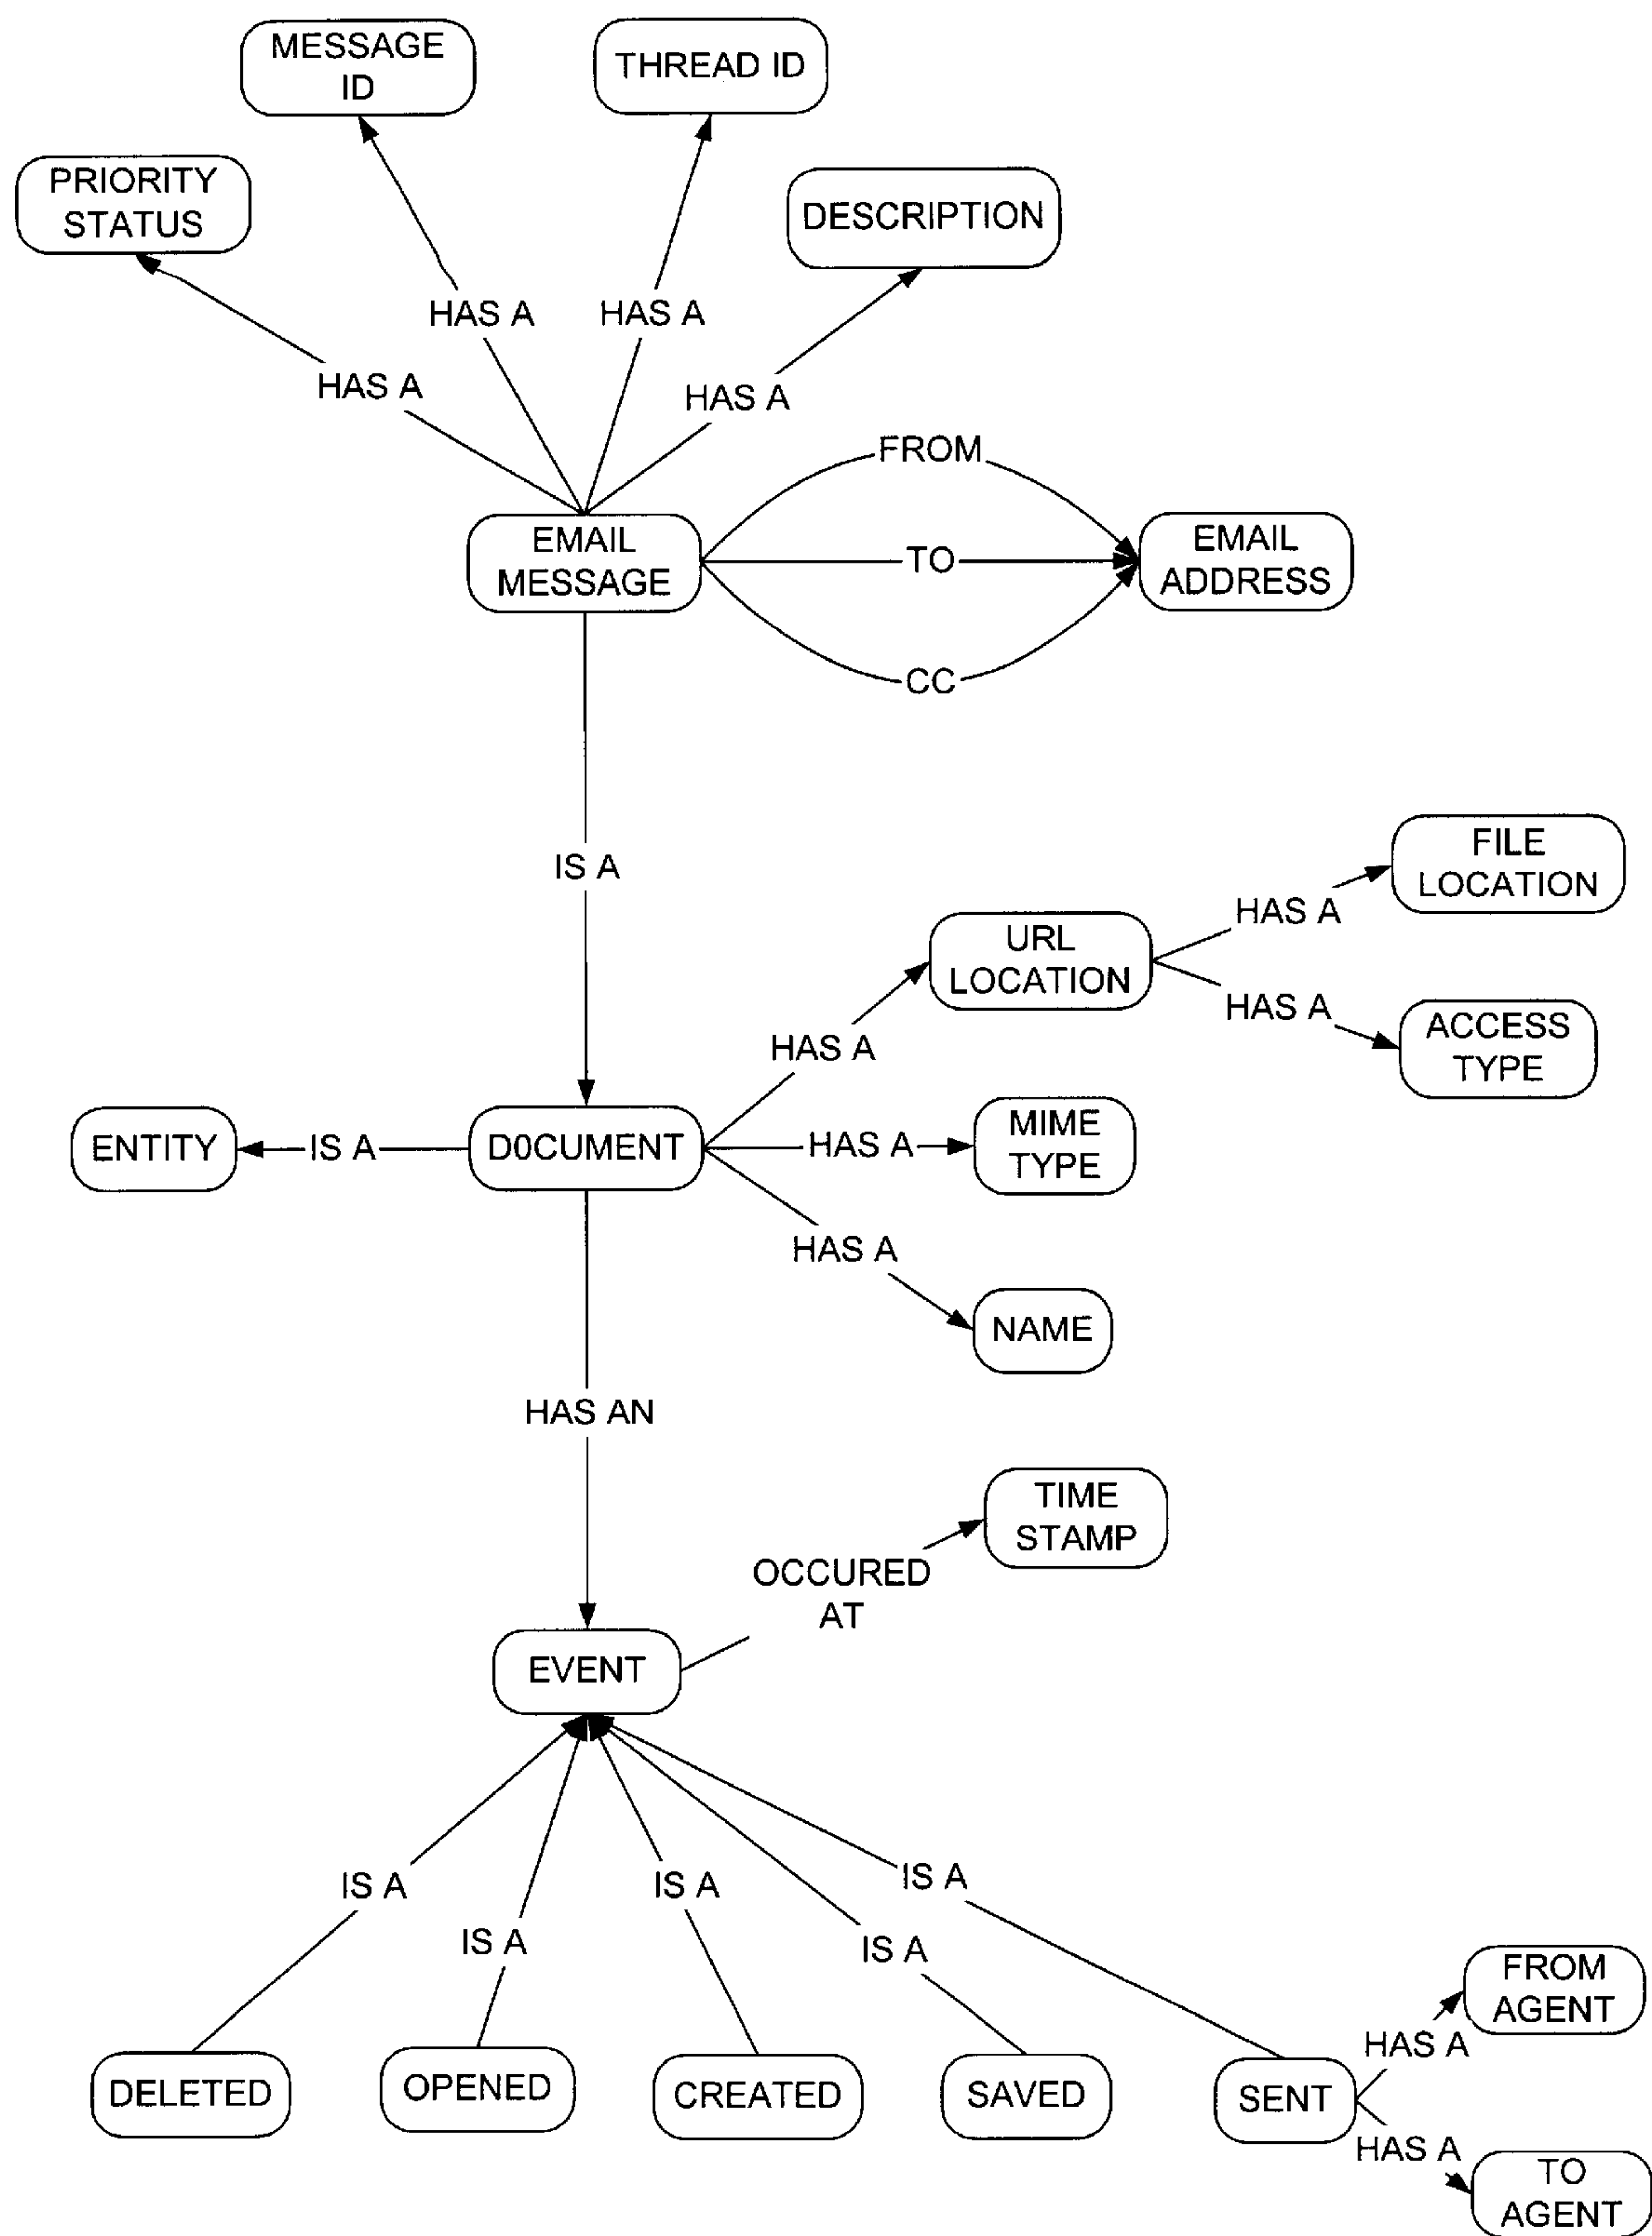 MESSAGE
ID
THREAD ID
PRIORITY
STATUS
DESCRIPTION
HAS A
HAS A
HAS A
HAS A
FROM
EMAIL
MESSAGE
TO
EMAIL
ADDRESS
CC
IS A
FILE
LOCATION
HAS A
URL
LOCATION
HAS A
ACCESS
TYPE
HAS A
ENTITY
IS A
D0CUMENT
HAS A
MIME
TYPE
HAS A
NAME
HAS AN
TIME
STAMP
OCCURED
AT
EVENT
IS A
IS A
IS A
IS A
IS A
FROM
AGENT
HAS A
DELETED
OPENED
CREATED
SAVED
SENT
HAS A
TO
AGENT